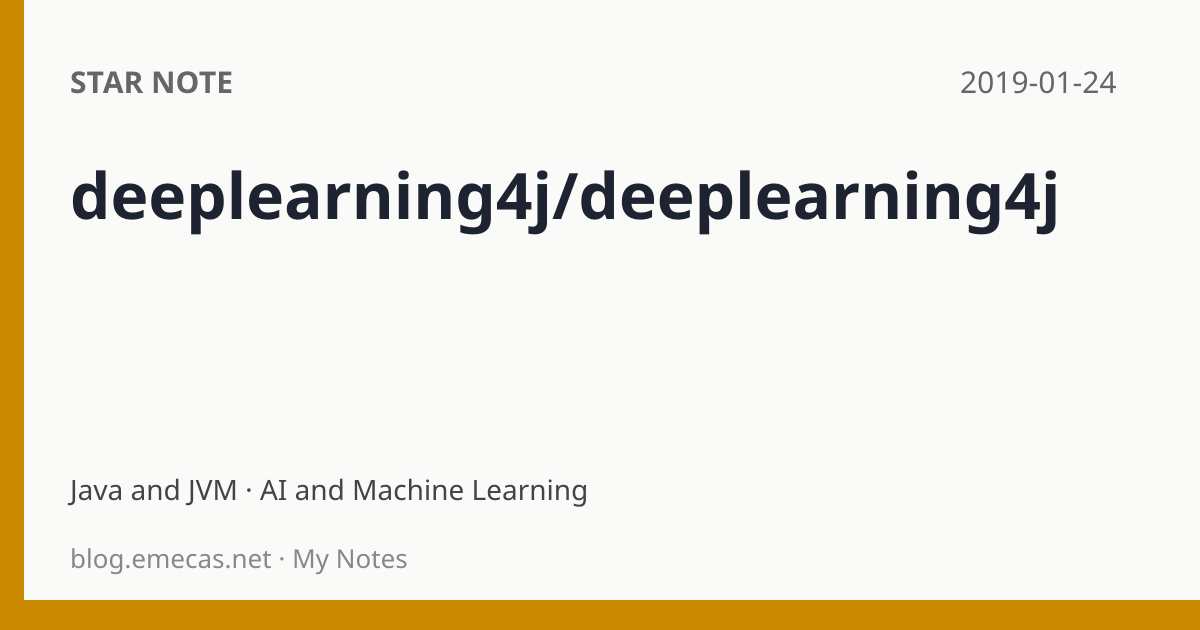 STAR NOTE
2019-01-24
deeplearning4j/deeplearning4j
Java and JVM · AI and Machine Learning
blog.emecas.net · My Notes